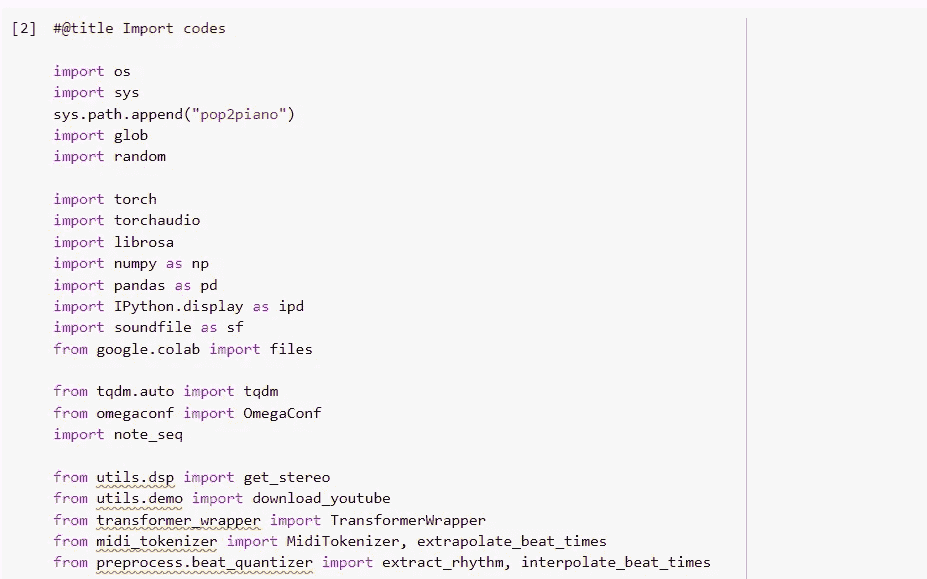 [2] #@title Import codes
import os
import sys
sys.path.append("pop2piano")
import glob
import random
import torch
import torchaudio
import librosa
import numpy as np
import pandas as pd
import IPython.display as ipd
import soundfile as sf
from google.colab import files
from tqdm.auto import tqdm
from omegaconf import OmegaConf
import note_seq
from utils.dsp import get_stereo
from utils.demo import download_youtube
from transformer_wrapper import TransformerWrapper
from midi_tokenizer import MidiTokenizer, extrapolate_beat_times
from preprocess.beat_quantizer import extract_rhythm, interpolate_beat_times